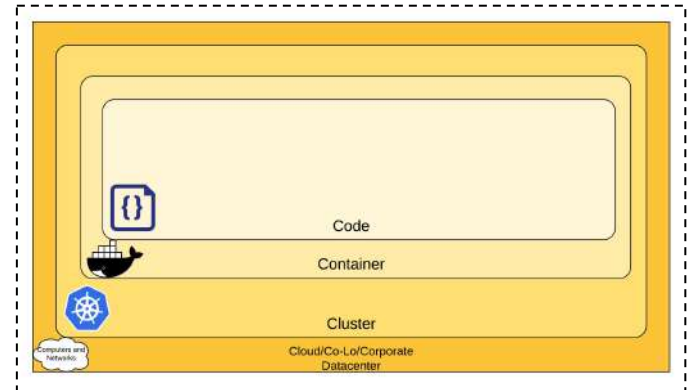 {}
Code
Container
Cluster
Computers and
Networks
Cloud/Co-Lo/Corporate
Datacenter